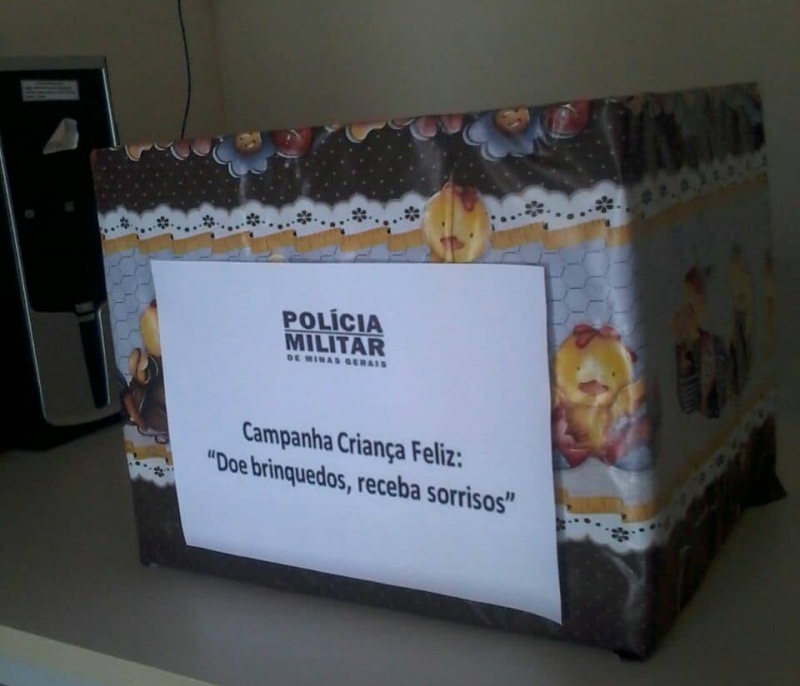 POLÍCIA
MILITAR
DE MINAS GERAIS
Campanha Criança Feliz:
“Doe brinquedos, receba sorrisos”